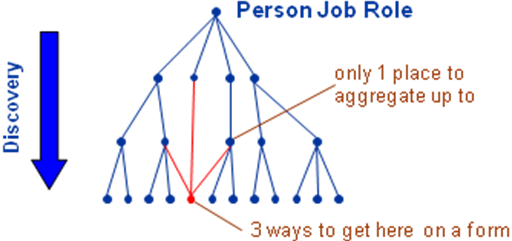 Person Job Role
Discovery
only 1 place to
aggregate up to
3 ways to get here on a form